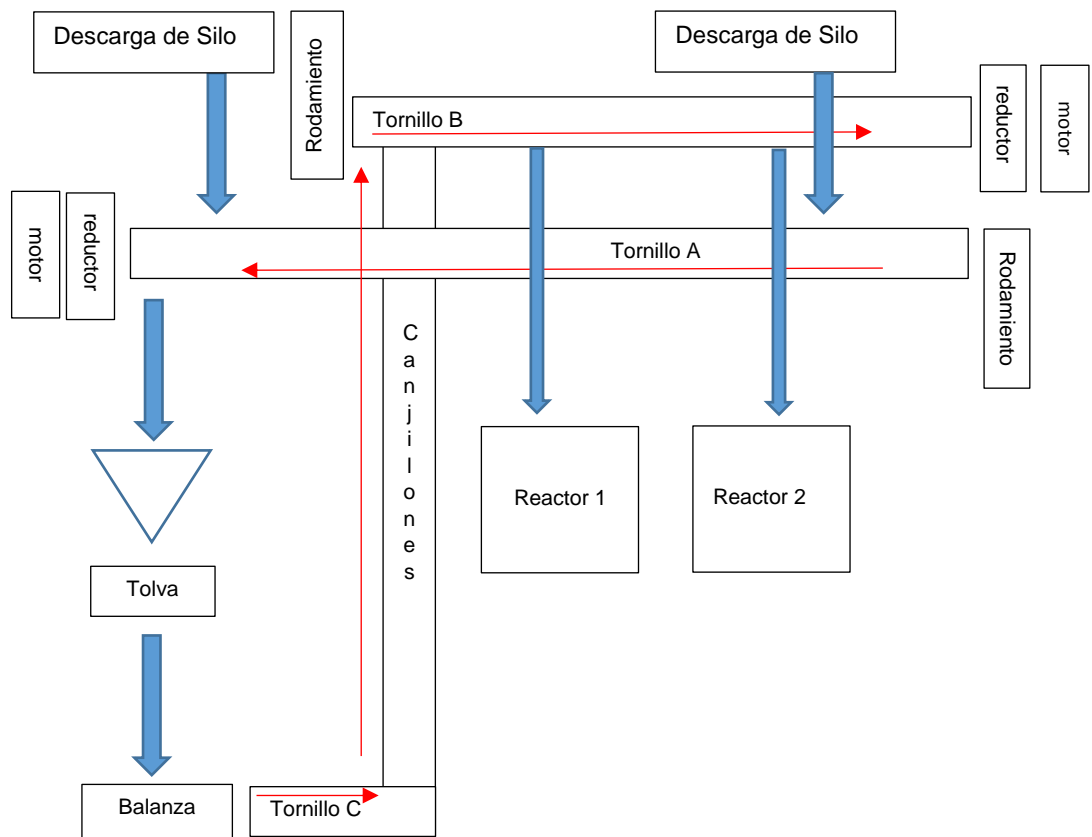 Descarga de Silo
Rodamiento
Descarga de Silo
reductor
motor
Tornillo B
motor
reductor
Tornillo A
Rodamiento
Canjilones
Reactor 1
Reactor 2
Tolva
Balanza
Tornillo C